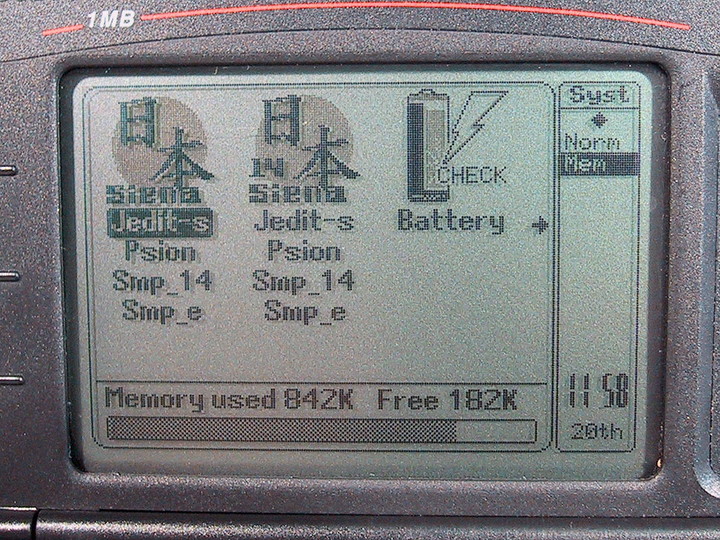 1MB
日本 Siena
日本 14 Siena
CHECK
Jedit-s Jedit-s Battery
Psion Psion
Smp_14 Smp_14
Smp_e Smp_e
Memory used 842K Free 182K
Syst
Norm
Mem
11 50
20th